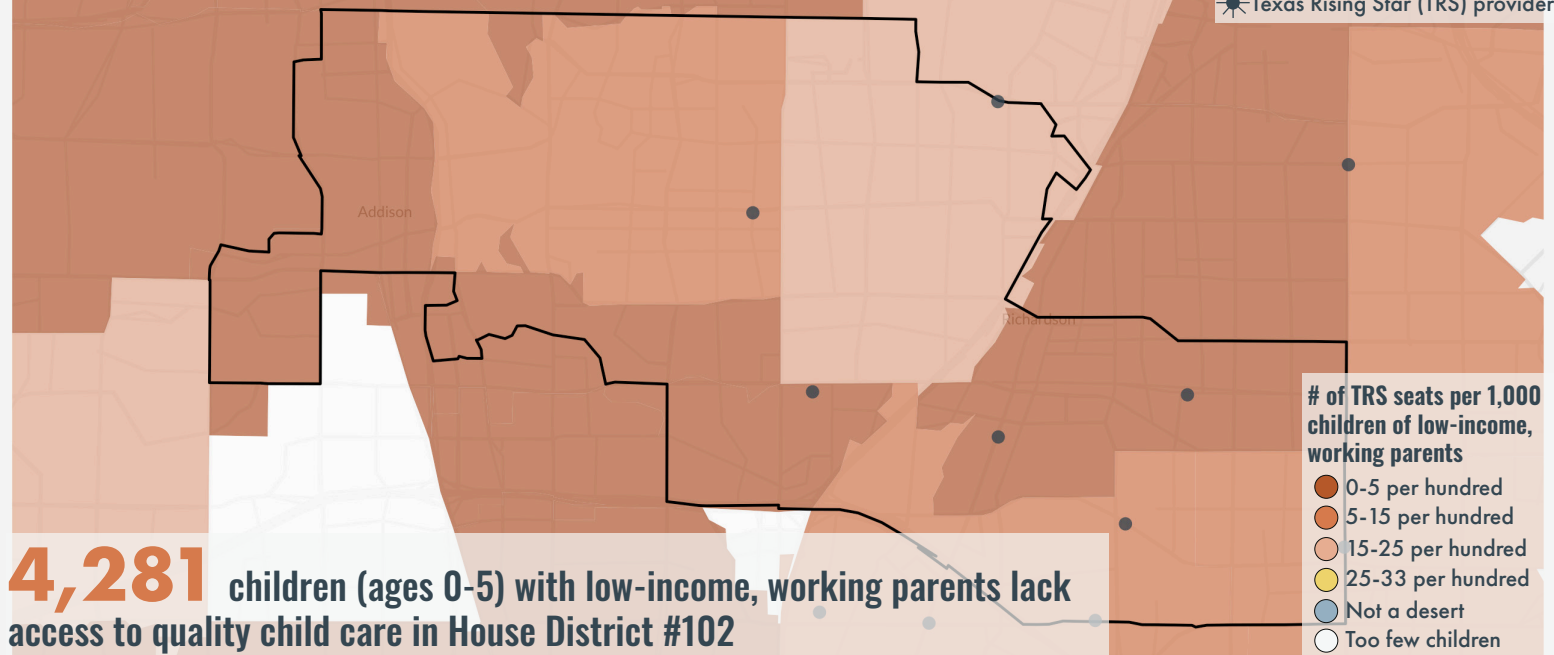 Texas Rising Star (TRS) provider
Addison
Richardson
# of TRS seats per 1,000
children of low-income,
working parents
0-5 per hundred
5-15 per hundred
15-25 per hundred
25-33 per hundred
Not a desert
Too few children
4,281 children (ages 0-5) with low-income, working parents lack
access to quality child care in House District #102